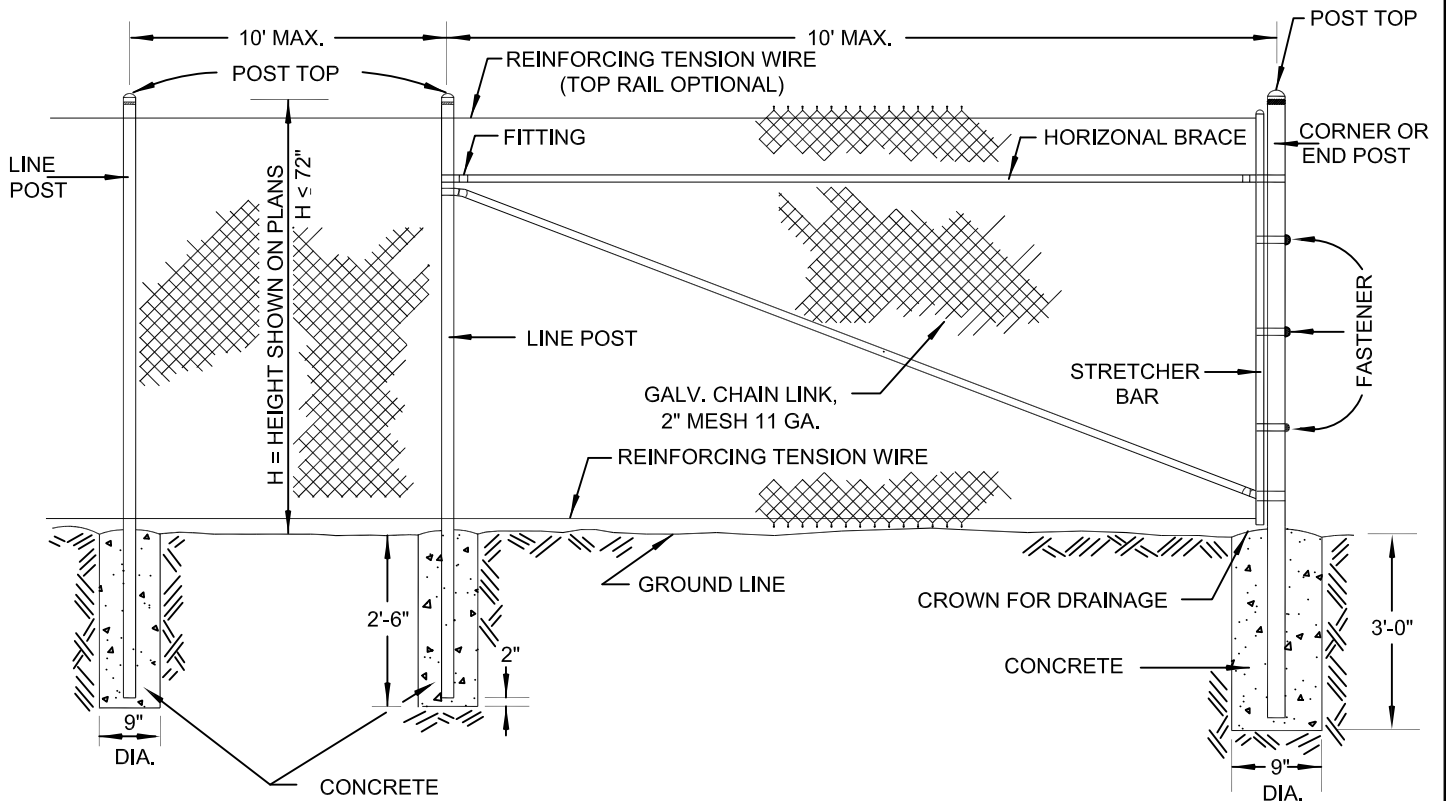 10' MAX.
10' MAX.
POST TOP
POST TOP
REINFORCING TENSION WIRE
(TOP RAIL OPTIONAL)
FITTING
HORIZONAL BRACE
CORNER OR
END POST
LINE
POST
H = HEIGHT SHOWN ON PLANS
H ≤ 72"
LINE POST
GALV. CHAIN LINK,
2" MESH 11 GA.
STRETCHER
BAR
FASTENER
REINFORCING TENSION WIRE
GROUND LINE
CROWN FOR DRAINAGE
2'-6"
2"
3'-0"
CONCRETE
9"
DIA.
CONCRETE
9"
DIA.